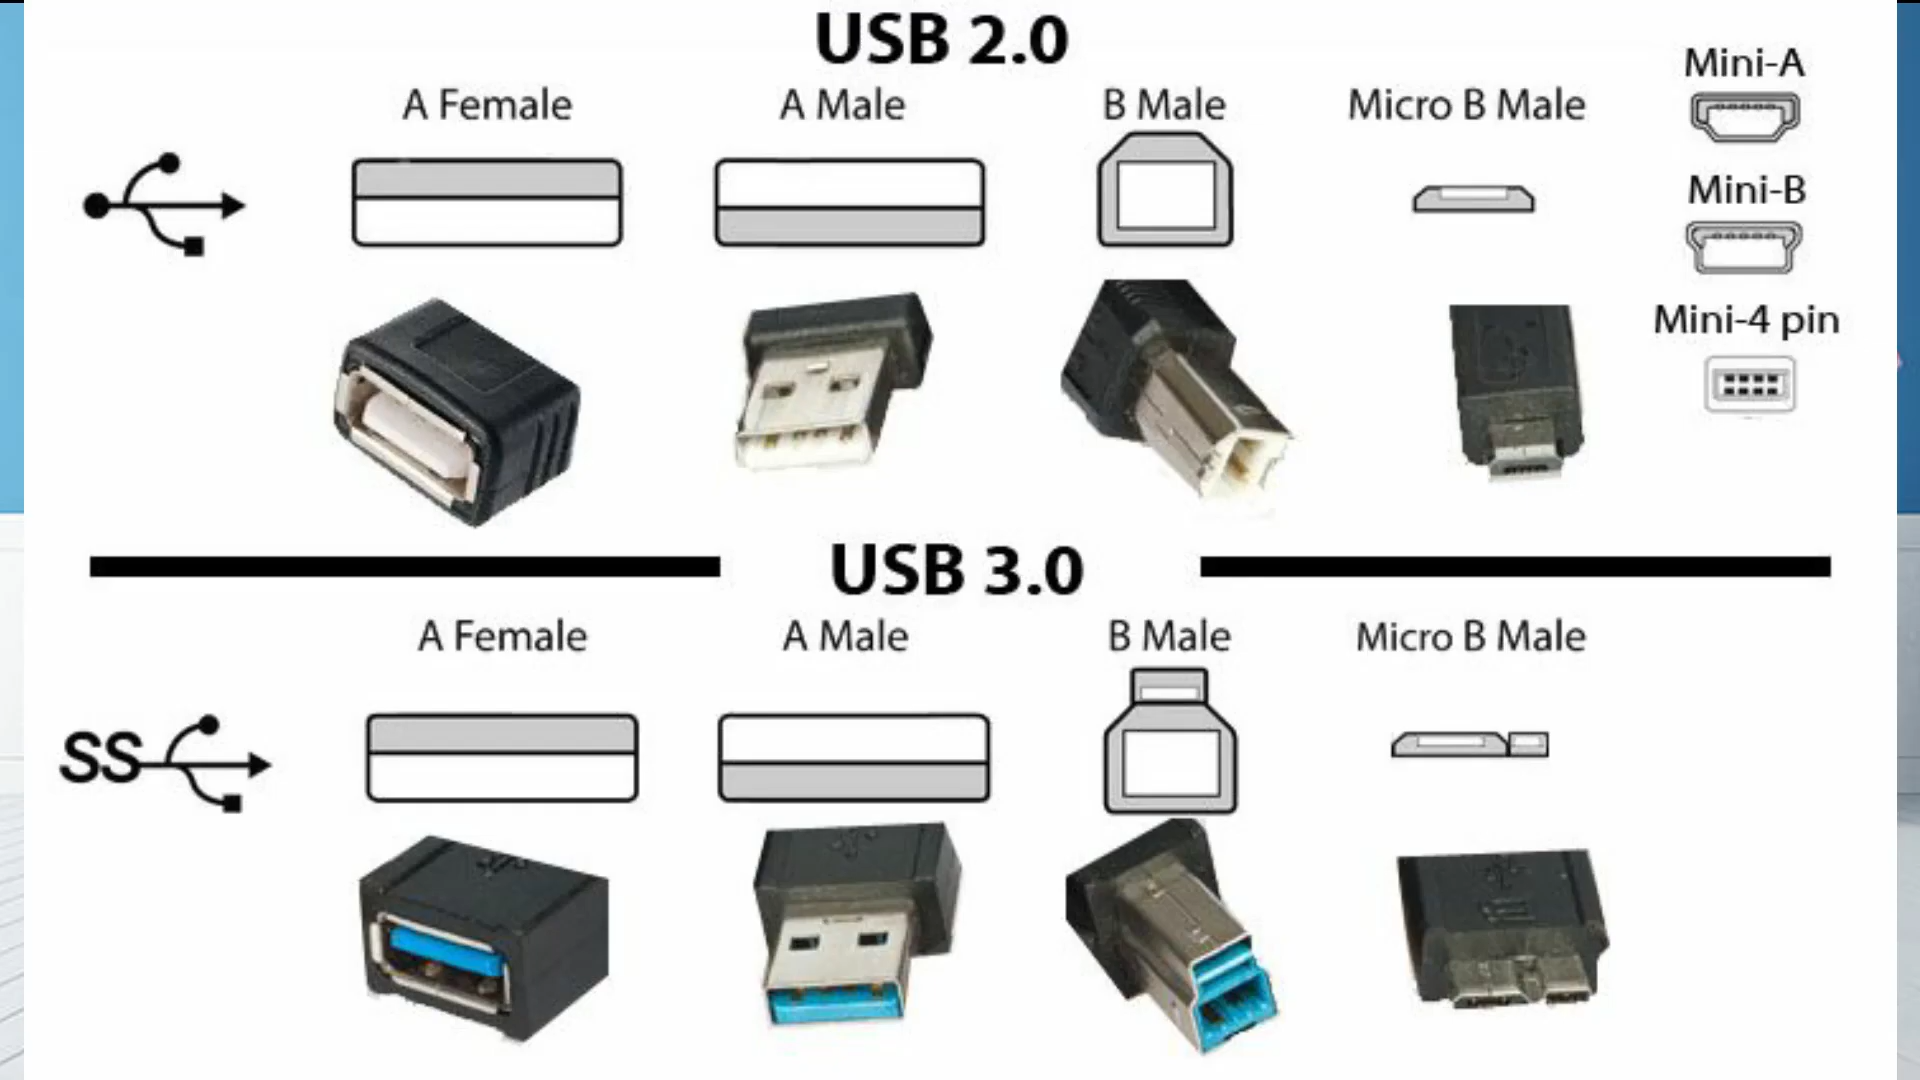 USB 2.0
A Female
A Male
B Male
Micro B Male
Mini-A
Mini-B
Mini-4 pin
USB 3.0
A Female
A Male
B Male
Micro B Male
SS